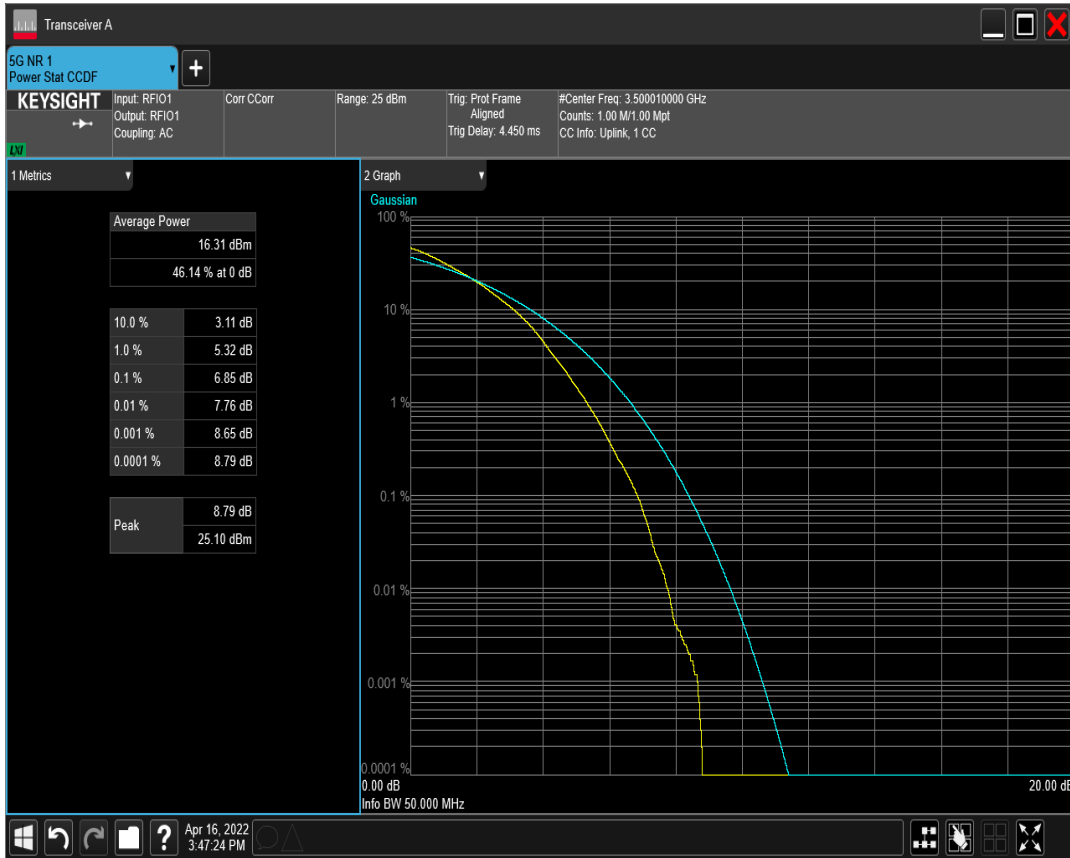 Transceiver A
5G NR 1
Power Stat CCDF
+
KEYSIGHT
LXI
Input: RFIO1
Output: RFIO1
Coupling: AC
Corr CCorr
Range: 25 dBm
Trig: Prot Frame
Aligned
Trig Delay: 4.450 ms
#Center Freq: 3.500010000 GHz
Counts: 1.00 M/1.00 Mpt
CC Info: Uplink, 1 CC
1 Metrics
Average Power
16.31 dBm
46.14 % at 0 dB
10.0 % 3.11 dB
1.0 % 5.32 dB
0.1 % 6.85 dB
0.01 % 7.76 dB
0.001 % 8.65 dB
0.0001 % 8.79 dB
Peak
8.79 dB
25.10 dBm
2 Graph
Gaussian
100 %
10 %
1 %
0.1 %
0.01 %
0.001 %
0.0001 %
0.00 dB 20.00 dB
Info BW 50.000 MHz
?
Apr 16, 2022
3:47:24 PM